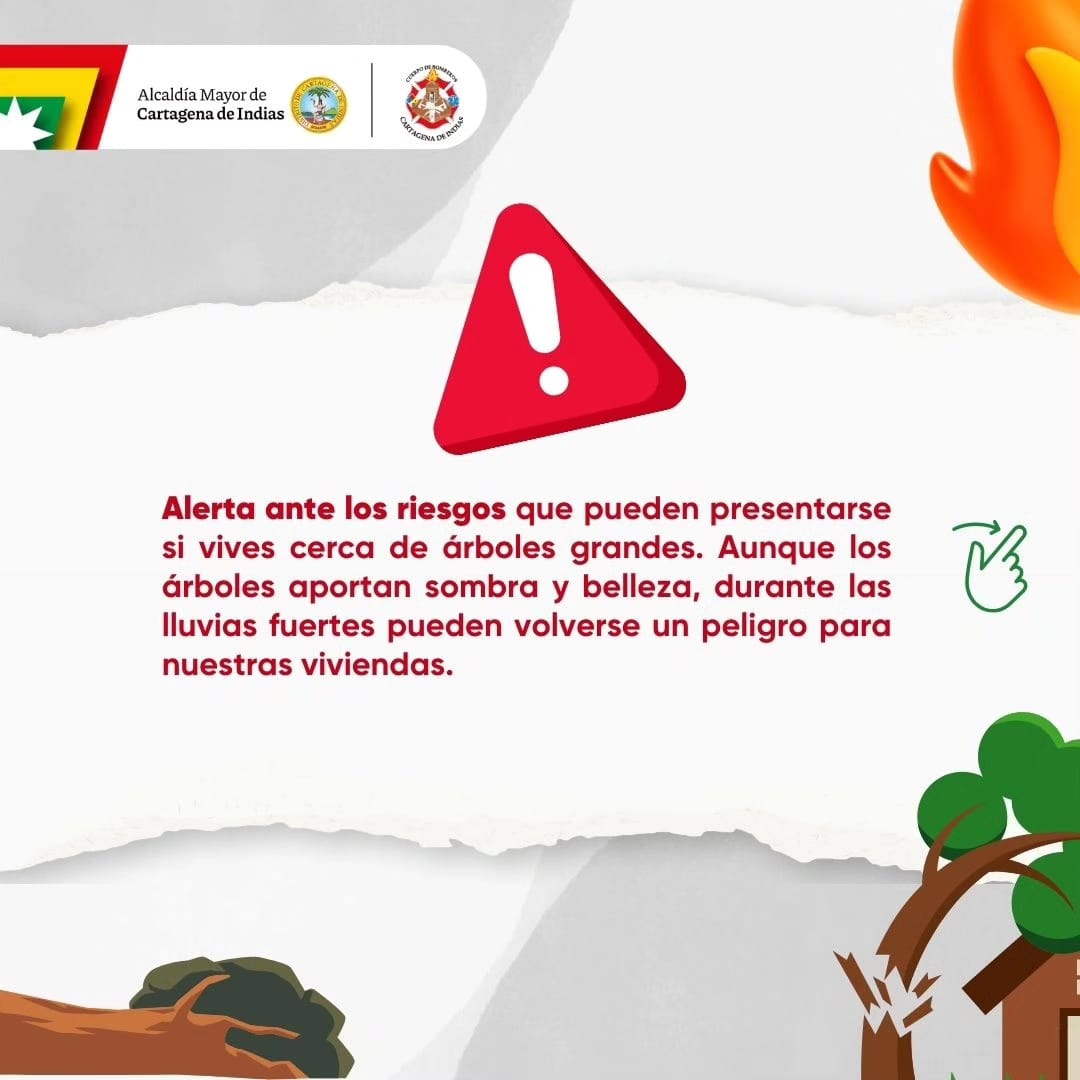 Alcaldía Mayor de
Cartagena de Indias
CUERPO DE BOMBEROS
CARTAGENA DE INDIAS
Alerta ante los riesgos que pueden presentarse
si vives cerca de árboles grandes. Aunque los
árboles aportan sombra y belleza, durante las
lluvias fuertes pueden volverse un peligro para
nuestras viviendas.